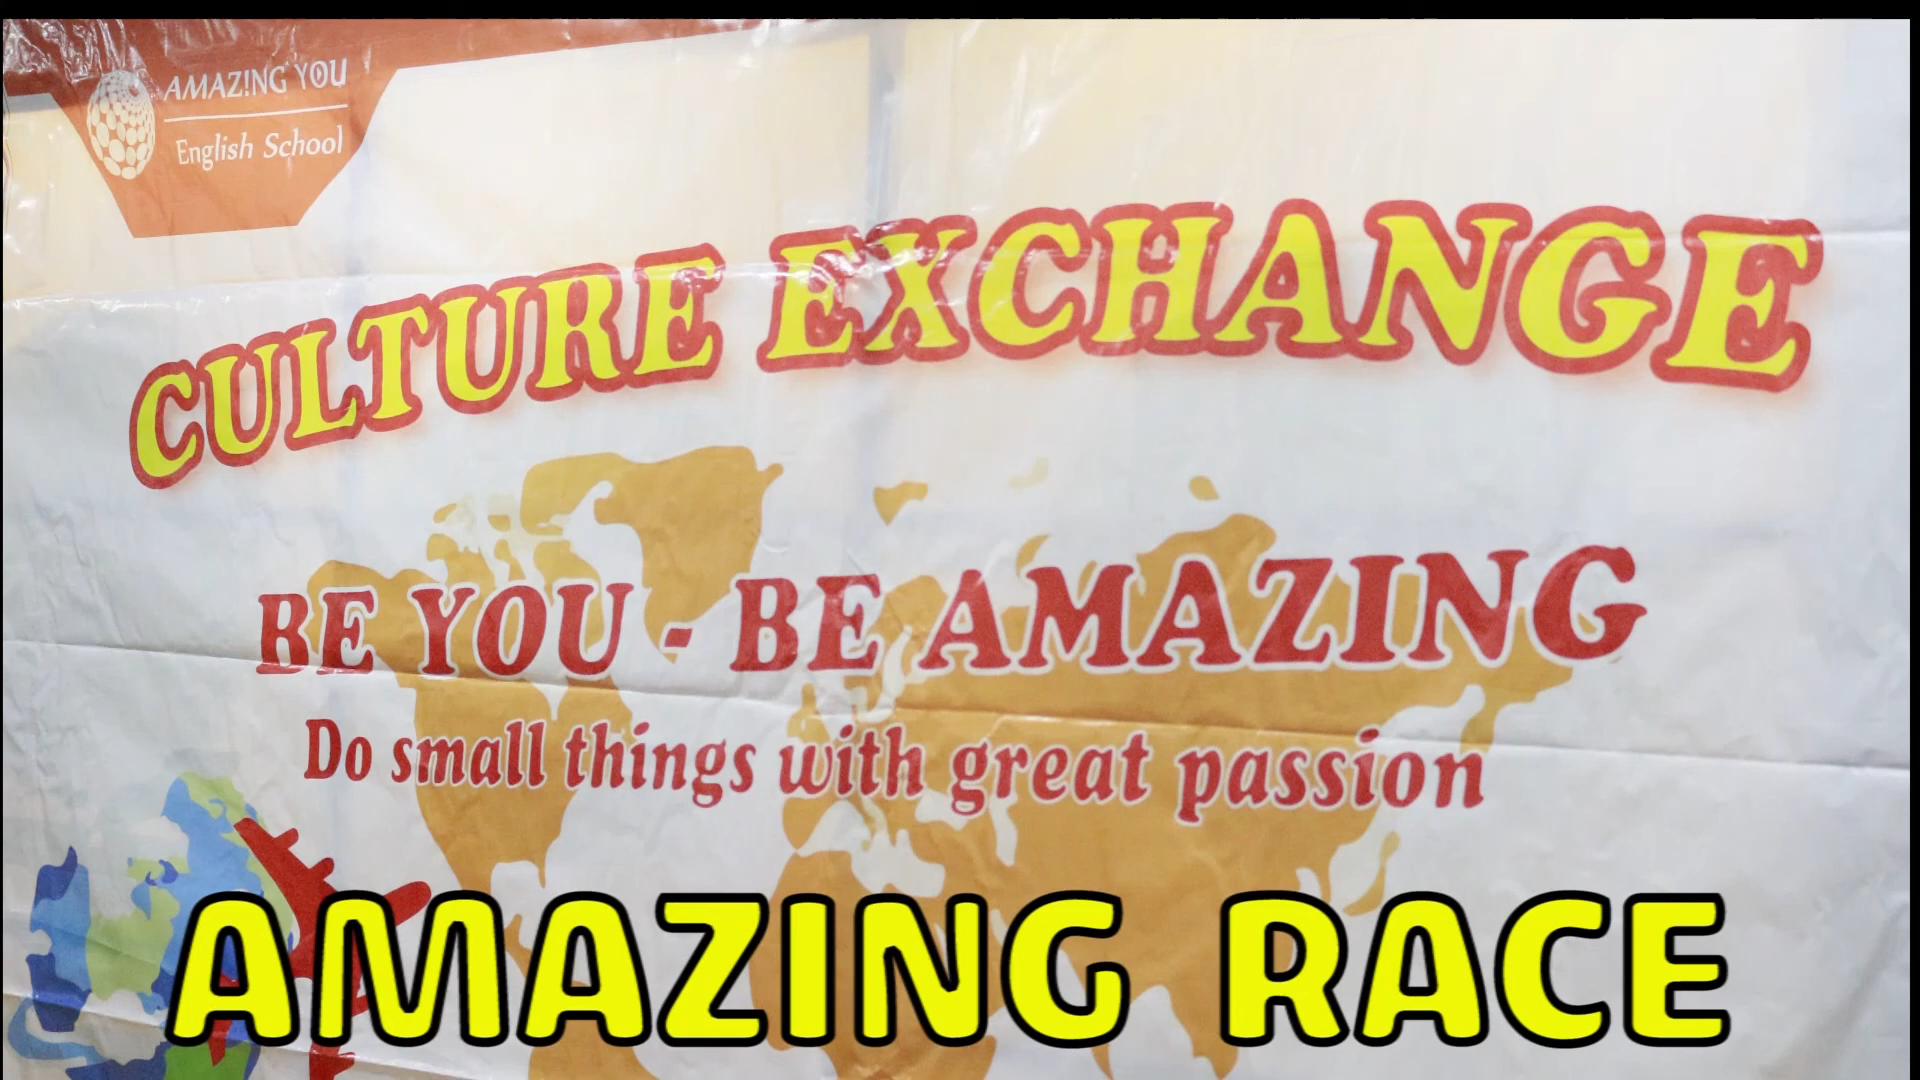 AMAZ!NG YOU
English School
CULTURE EXCHANGE
BE YOU - BE AMAZING
Do small things with great passion
AMAZING RACE